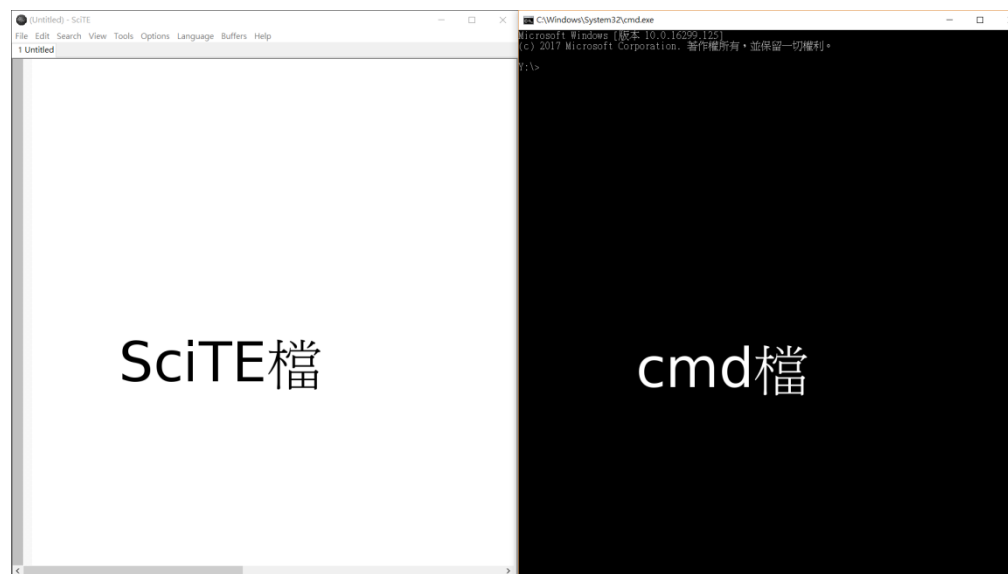 (Untitled) - SciTE
File Edit Search View Tools Options Language Buffers Help
1 Untitled
SciTE檔
C:\Windows\System32\cmd.exe
Microsoft Windows [版本 10.0.16299.125]
(c) 2017 Microsoft Corporation. 著作權所有，並保留一切權利。
Y:\>
cmd檔